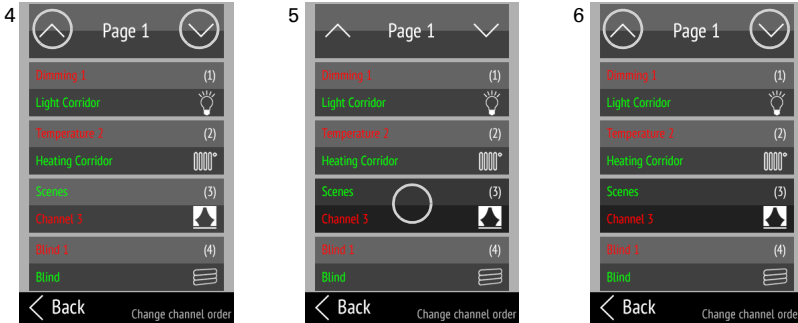 4
Page 1
Dimming 1 (1)
Light Corridor
Temperature 2 (2)
Heating Corridor
Scenes (3)
Channel 3
Blind 1 (4)
Blind
Back Change channel order
5
Page 1
Dimming 1 (1)
Light Corridor
Temperature 2 (2)
Heating Corridor
Scenes (3)
Channel 3
Blind 1 (4)
Blind
Back Change channel order
6
Page 1
Dimming 1 (1)
Light Corridor
Temperature 2 (2)
Heating Corridor
Scenes (3)
Channel 3
Blind 1 (4)
Blind
Back Change channel orde